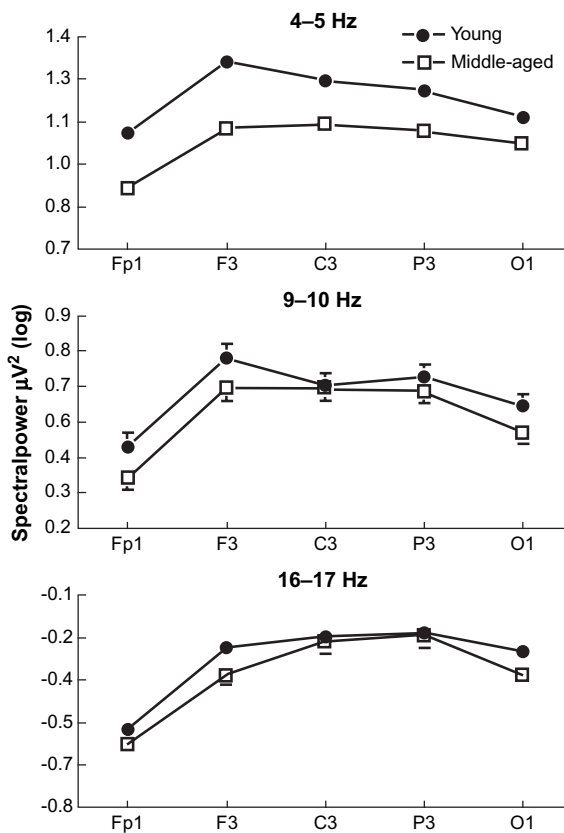 4–5 Hz
Young
Middle-aged
1.4
1.3
1.1
1.0
0.8
0.7
Fp1 F3 C3 P3 O1
9–10 Hz
Spectralpower µV² (log)
0.9
0.8
0.7
0.6
0.4
0.3
0.2
Fp1 F3 C3 P3 O1
16–17 Hz
-0.1
-0.2
-0.4
-0.5
-0.7
-0.8
Fp1 F3 C3 P3 O1